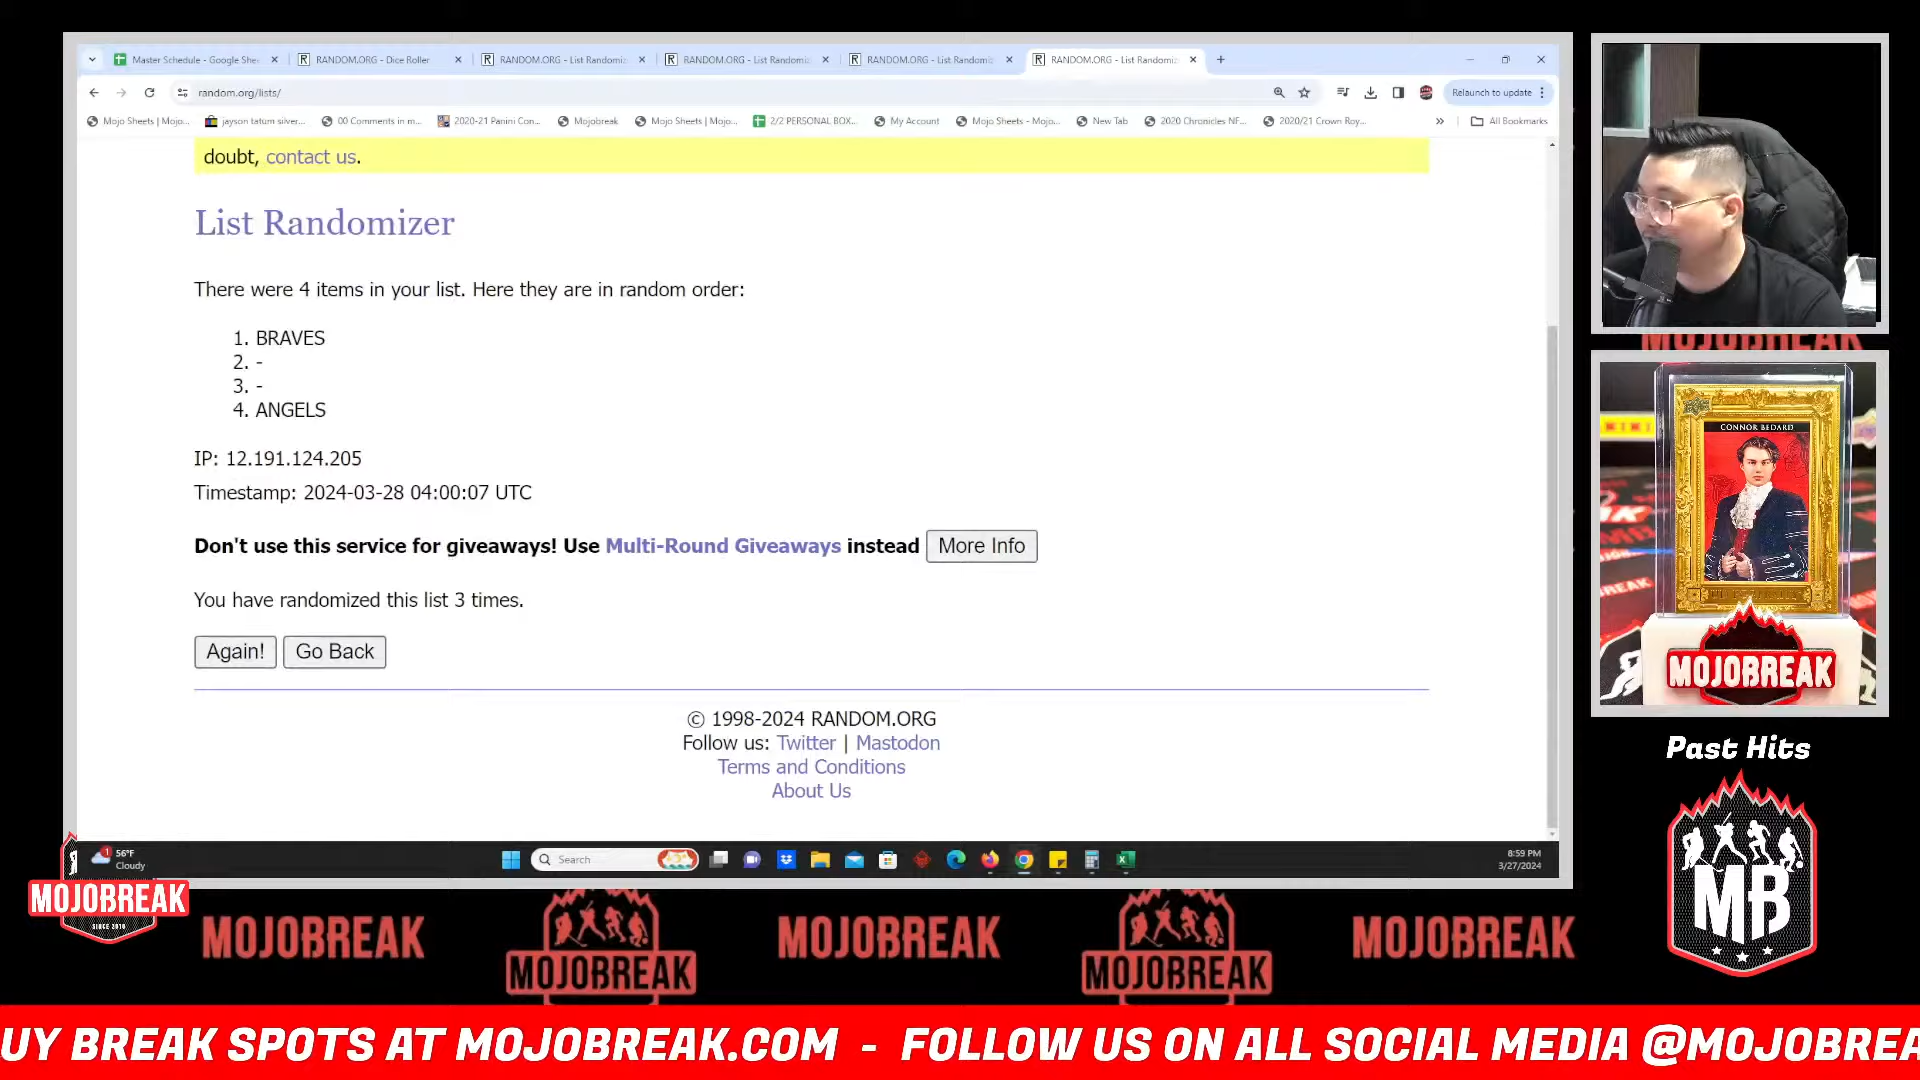 Master Schedule - Google She
RANDOM.ORG - Dice Roller
RANDOM.ORG - List Randomiz
RANDOM.ORG - List Randomiz
RANDOM.ORG - List Randomiz
RANDOM.ORG - List Randomiz
random.org/lists/
Relaunch to update
Mojo Sheets | Mojo...
jayson tatum silver...
00 Comments in m...
2020-21 Panini Con...
Mojobreak
Mojo Sheets | Mojo...
2/2 PERSONAL BOX...
My Account
Mojo Sheets - Mojo...
New Tab
2020 Chronicles NF...
2020/21 Crown Roy...
All Bookmarks
doubt, contact us.
List Randomizer
There were 4 items in your list. Here they are in random order:
1. BRAVES
2. -
3. -
4. ANGELS
IP: 12.191.124.205
Timestamp: 2024-03-28 04:00:07 UTC
Don't use this service for giveaways! Use Multi-Round Giveaways instead More Info
You have randomized this list 3 times.
Again! Go Back
© 1998-2024 RANDOM.ORG
Follow us: Twitter | Mastodon
Terms and Conditions
About Us
1
56°F
Cloudy
Search
8:59 PM
3/27/2024
CONNOR BEDARD
MOJOBREAK
Past Hits
MB
MOJOBREAK
SINCE 2010
MOJOBREAK
MOJOBREAK
MOJOBREAK
MOJOBREAK
MOJOBREAK
UY BREAK SPOTS AT MOJOBREAK.COM - FOLLOW US ON ALL SOCIAL MEDIA @MOJOBREA